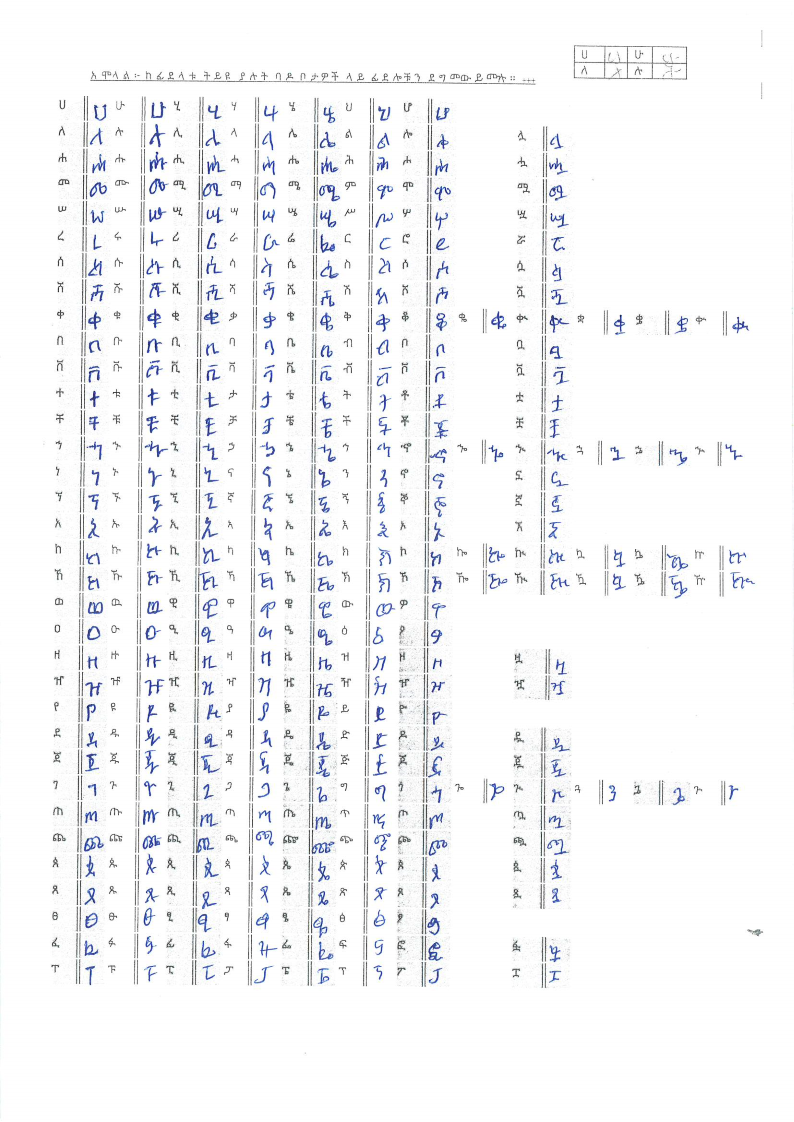 ሀ ሀ ሁ ሁ
ለ ለ ሉ ሉ
አሞላል፡- ከፊደላቱ ትይዩ ያሉት ባዶ ቦታዎች ላይ ፊደሎቹን ደግመው ይሙሉ።
ሀ ሀ ሁ ሁ ሂ ሂ ሃ ሃ ሄ ሄ ህ ህ ሆ ሆ
ለ ለ ሉ ሉ ሊ ሊ ላ ላ ሌ ሌ ል ል ሎ ሎ ሏ ሏ
ሐ ሐ ሑ ሑ ሒ ሒ ሓ ሓ ሔ ሔ ሕ ሕ ሖ ሖ ሗ ሗ
መ መ ሙ ሙ ሚ ሚ ማ ማ ሜ ሜ ም ም ሞ ሞ ሟ ሟ
ሠ ሠ ሡ ሡ ሢ ሢ ሣ ሣ ሤ ሤ ሥ ሥ ሦ ሦ ሧ ሧ
ረ ረ ሩ ሩ ሪ ሪ ራ ራ ሬ ሬ ር ር ሮ ሮ ሯ ሯ
ሰ ሰ ሱ ሱ ሲ ሲ ሳ ሳ ሴ ሴ ስ ስ ሶ ሶ ሷ ሷ
ሸ ሸ ሹ ሹ ሺ ሺ ሻ ሻ ሼ ሼ ሽ ሽ ሾ ሾ ሿ ሿ
ቀ ቀ ቁ ቁ ቂ ቂ ቃ ቃ ቄ ቄ ቅ ቅ ቆ ቆ ቈ ቈ ቍ ቍ ቋ ቋ ቌ ቌ ቊ ቊ
በ በ ቡ ቡ ቢ ቢ ባ ባ ቤ ቤ ብ ብ ቦ ቦ ቧ ቧ
ቨ ቨ ቩ ቩ ቪ ቪ ቫ ቫ ቬ ቬ ቭ ቭ ቮ ቮ ቯ ቯ
ተ ተ ቱ ቱ ቲ ቲ ታ ታ ቴ ቴ ት ት ቶ ቶ ቷ ቷ
ቸ ቸ ቹ ቹ ቺ ቺ ቻ ቻ ቼ ቼ ች ች ቾ ቾ ቿ ቿ
ኀ ኀ ኁ ኁ ኂ ኂ ኃ ኃ ኄ ኄ ኅ ኅ ኆ ኆ ኈ ኈ ኍ ኊ ኋ ኋ ኌ ኌ ኍ ኍ
ነ ነ ኑ ኑ ኒ ኒ ና ና ኔ ኔ ን ን ኖ ኖ ኗ ኗ
ኘ ኘ ኙ ኙ ኚ ኚ ኛ ኛ ኜ ኜ ኝ ኝ ኞ ኞ ኟ ኟ
አ አ ኡ ኡ ኢ ኢ ኣ ኣ ኤ ኤ እ እ ኦ ኦ ኧ ኧ
ከ ከ ኩ ኩ ኪ ኪ ካ ካ ኬ ኬ ክ ክ ኮ ኮ ኰ ኰ ኲ ኲ ኳ ኳ ኴ ኴ ኵ ኵ
ኸ ኸ ኹ ኹ ኺ ኺ ኻ ኻ ኼ ኼ ኽ ኽ ኾ ኾ ዀ ዀ ዂ ዂ ዃ ዃ ዄ ዄ ዅ ዅ
ወ ወ ዉ ዉ ዊ ዊ ዋ ዋ ዌ ዌ ው ው ዎ ዎ
ዐ ዐ ዑ ዑ ዒ ዒ ዓ ዓ ዔ ዔ ዕ ዕ ዖ ዖ
ዘ ዘ ዙ ዙ ዚ ዚ ዛ ዛ ዜ ዜ ዝ ዝ ዞ ዞ ዟ ዟ
ዠ ዠ ዡ ዡ ዢ ዢ ዣ ዣ ዤ ዤ ዥ ዥ ዦ ዦ ዧ ዧ
የ የ ዩ ዩ ዪ ዪ ያ ያ ዬ ዬ ይ ይ ዮ ዮ
ደ ደ ዱ ዱ ዲ ዲ ዳ ዳ ዴ ዴ ድ ድ ዶ ዶ ዷ ዷ
ጀ ጀ ጁ ጁ ጂ ጂ ጃ ጃ ጄ ጄ ጅ ጅ ጆ ጆ ጇ ጇ
ገ ገ ጉ ጉ ጊ ጊ ጋ ጋ ጌ ጌ ግ ግ ጎ ጎ ጐ ጐ ጒ ጒ ጓ ጓ ጔ ጔ ጕ ጕ
ጠ ጠ ጡ ጡ ጢ ጢ ጣ ጣ ጤ ጤ ጥ ጥ ጦ ጦ ጧ ጧ
ጨ ጨ ጩ ጩ ጪ ጪ ጫ ጫ ጬ ጬ ጭ ጭ ጮ ጮ ጯ ጯ
ጰ ጰ ጱ ጱ ጲ ጲ ጳ ጳ ጴ ጴ ጵ ጵ ጶ ጶ ጷ ጷ
ጸ ጸ ጹ ጹ ጺ ጺ ጻ ጻ ጼ ጼ ጽ ጽ ጾ ጾ ጿ ጿ
ፀ ፀ ፁ ፁ ፂ ፂ ፃ ፃ ፄ ፄ ፅ ፅ ፆ ፆ
ፈ ፈ ፉ ፉ ፊ ፊ ፋ ፋ ፌ ፌ ፍ ፍ ፎ ፎ ፏ ፏ
ፐ ፐ ፑ ፑ ፒ ፒ ፓ ፓ ፔ ፔ ፕ ፕ ፖ ፖ ፗ ፗ